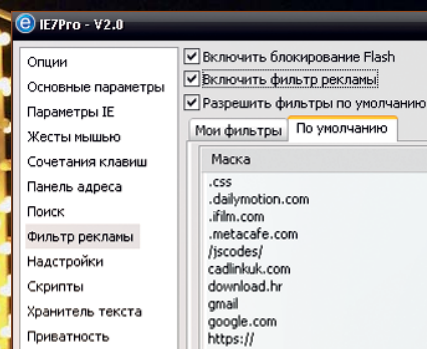 IE7Pro - V2.0
Опции
Основные параметры
Параметры IE
Жесты мышью
Сочетания клавиш
Панель адреса
Поиск
Фильтр рекламы
Надстройки
Скрипты
Хранитель текста
Приватность
Включить блокирование Flash
Включить фильтр рекламы
Разрешить фильтры по умолчанию
Мои фильтры По умолчанию
Маска
.css
.dailymotion.com
.ifilm.com
.metacafe.com
/jscodes/
cadlinkuk.com
download.hr
gmail
google.com
https://